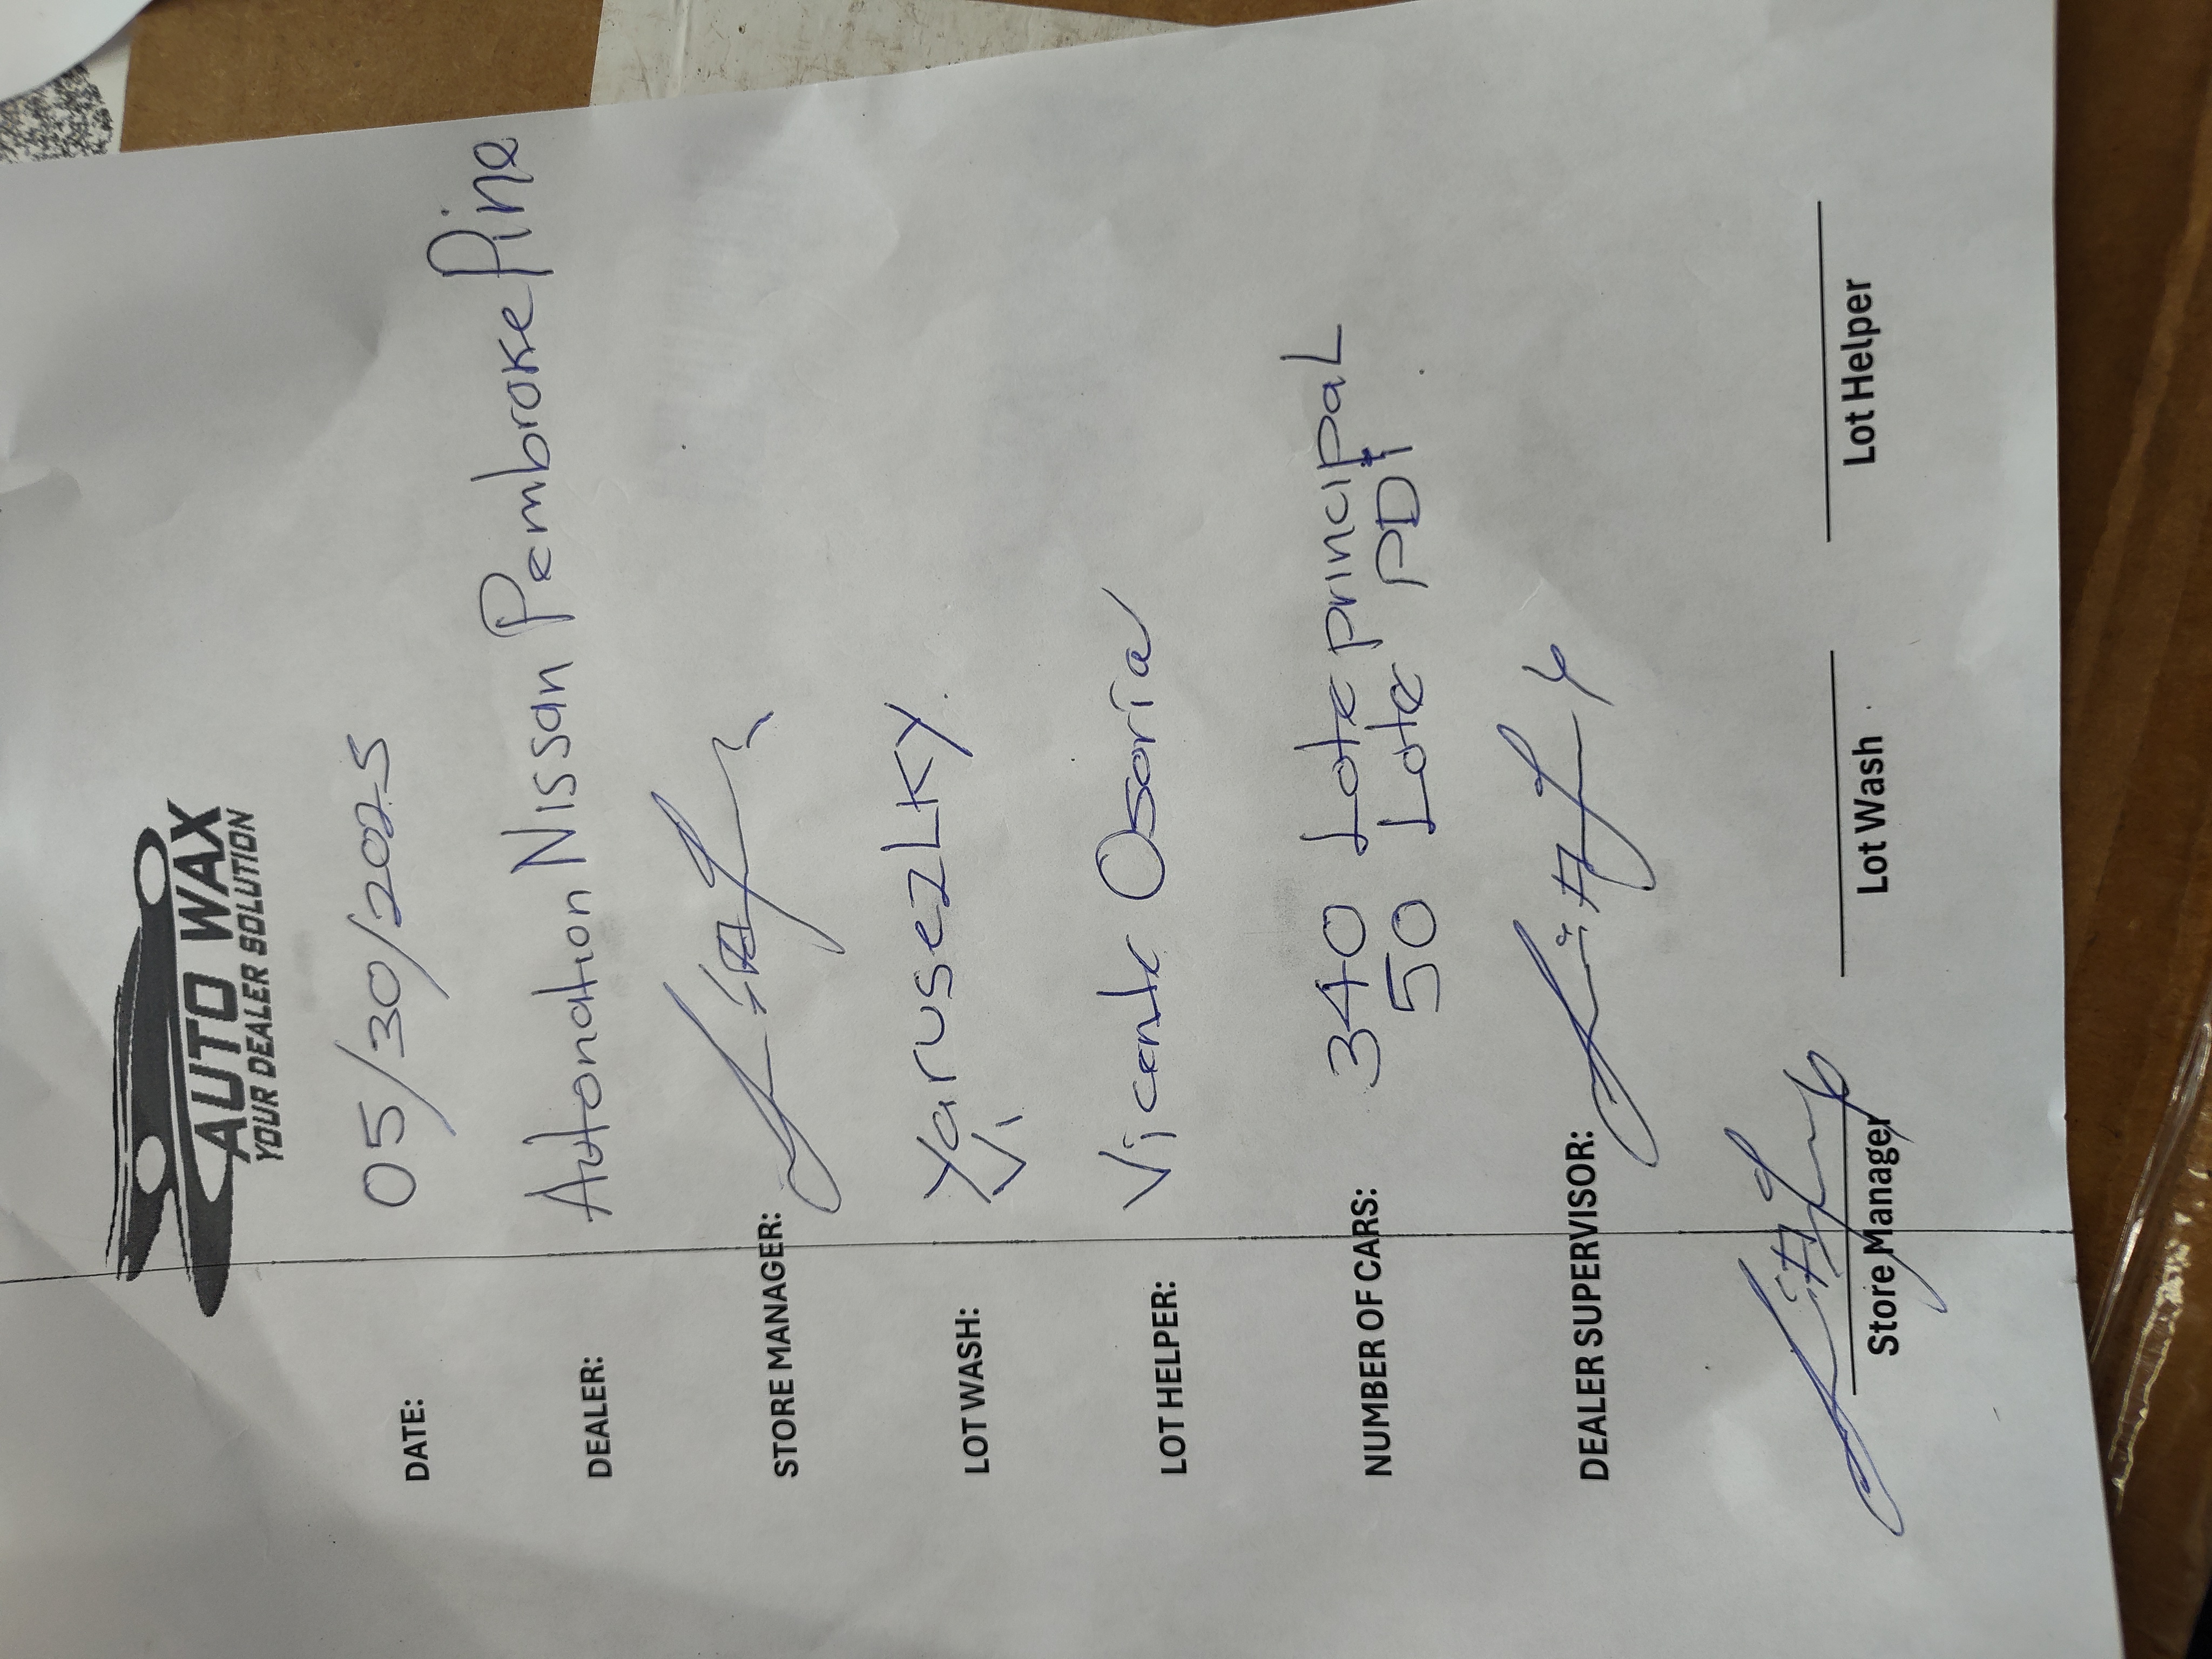 AUTO WAX
YOUR DEALER SOLUTION
DATE: 05/30/2025
DEALER: Autonation Nissan Pembroke Pine
STORE MANAGER:
LOT WASH: YarusezLKY
LOT HELPER: Vicente Osoria
NUMBER OF CARS: 340 Lote principaL
50 Lote PDI
DEALER SUPERVISOR:
Store Manager Lot Wash Lot Helper